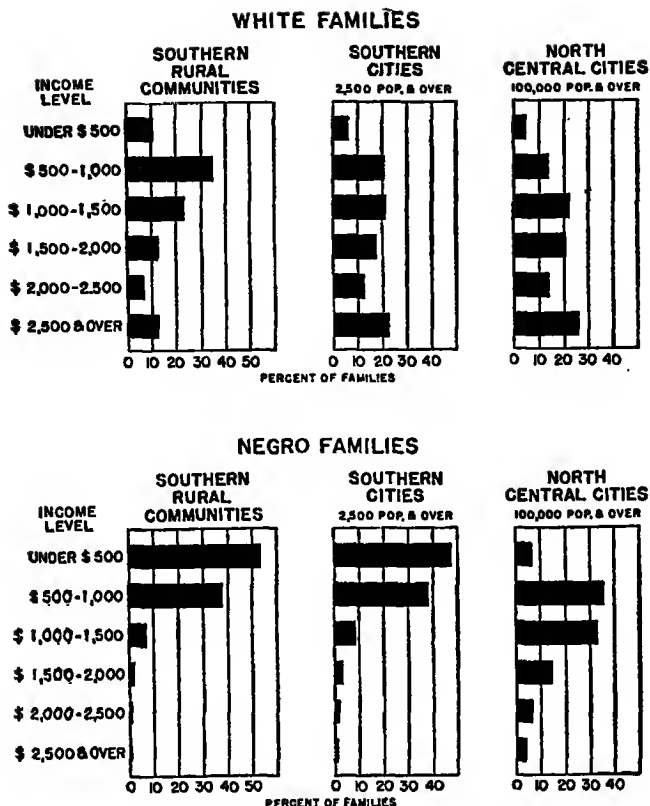 WHITE FAMILIES
SOUTHERN
RURAL
COMMUNITIES
SOUTHERN
CITIES
2,500 POP. & OVER
NORTH
CENTRAL CITIES
100,000 POP. & OVER
INCOME
LEVEL
UNDER $ 500
$ 500-1,000
$ 1,000-1,500
$ 1,500-2,000
$ 2,000-2.500
$ 2,500 & OVER
0 10 20 30 40 50
0 10 20 30 40
0 10 20 30 40
PERCENT OF FAMILIES
NEGRO FAMILIES
SOUTHERN
RURAL
COMMUNITIES
SOUTHERN
CITIES
2,500 POP. & OVER
NORTH
CENTRAL CITIES
100,000 POP. & OVER
INCOME
LEVEL
UNDER $ 500
$ 500-1,000
$ 1,000-1,500
$ 1,500-2,000
$ 2,000-2,500
$ 2,500 & OVER
0 10 20 30 40 50
0 10 20 30 40
0 10 20 30 40
PERCENT OF FAMILIES